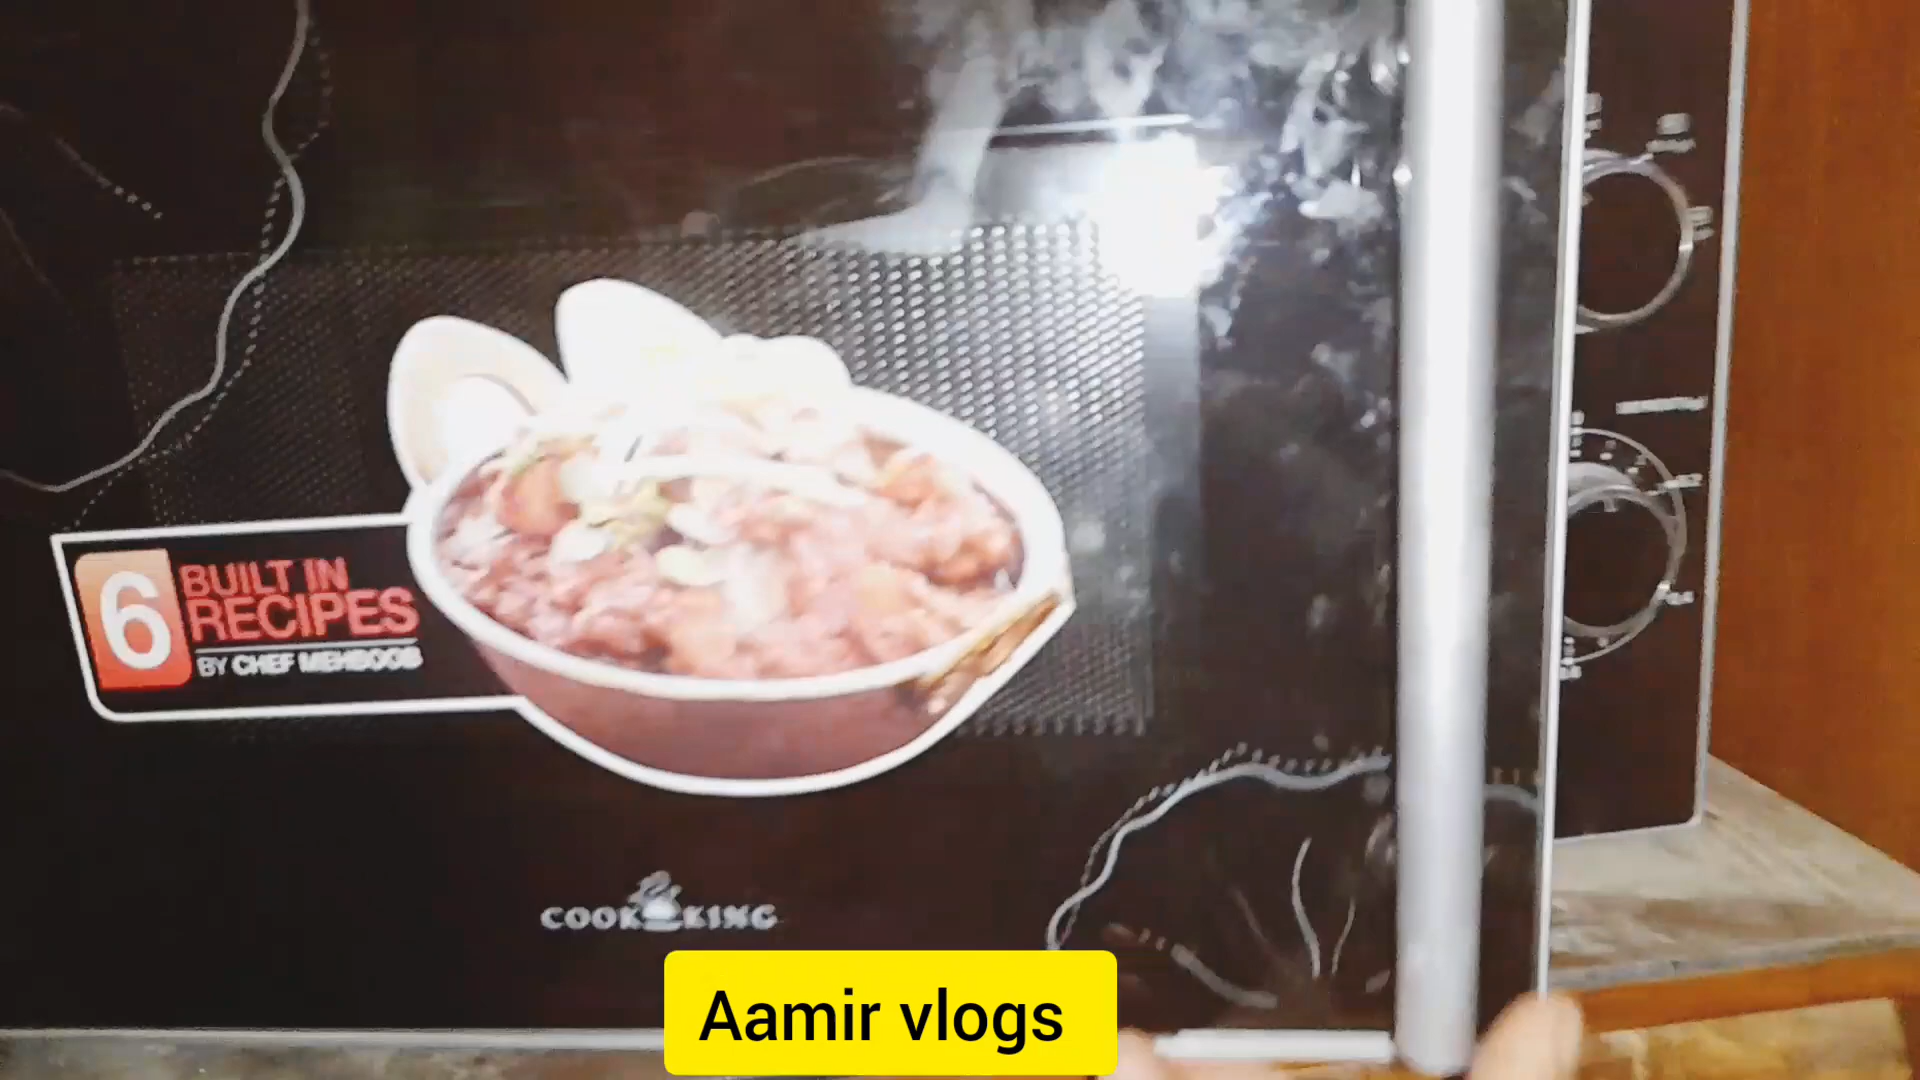 6
BUILT IN
RECIPES
BY CHEF MEHBOOB
COOK KING
Aamir vlogs